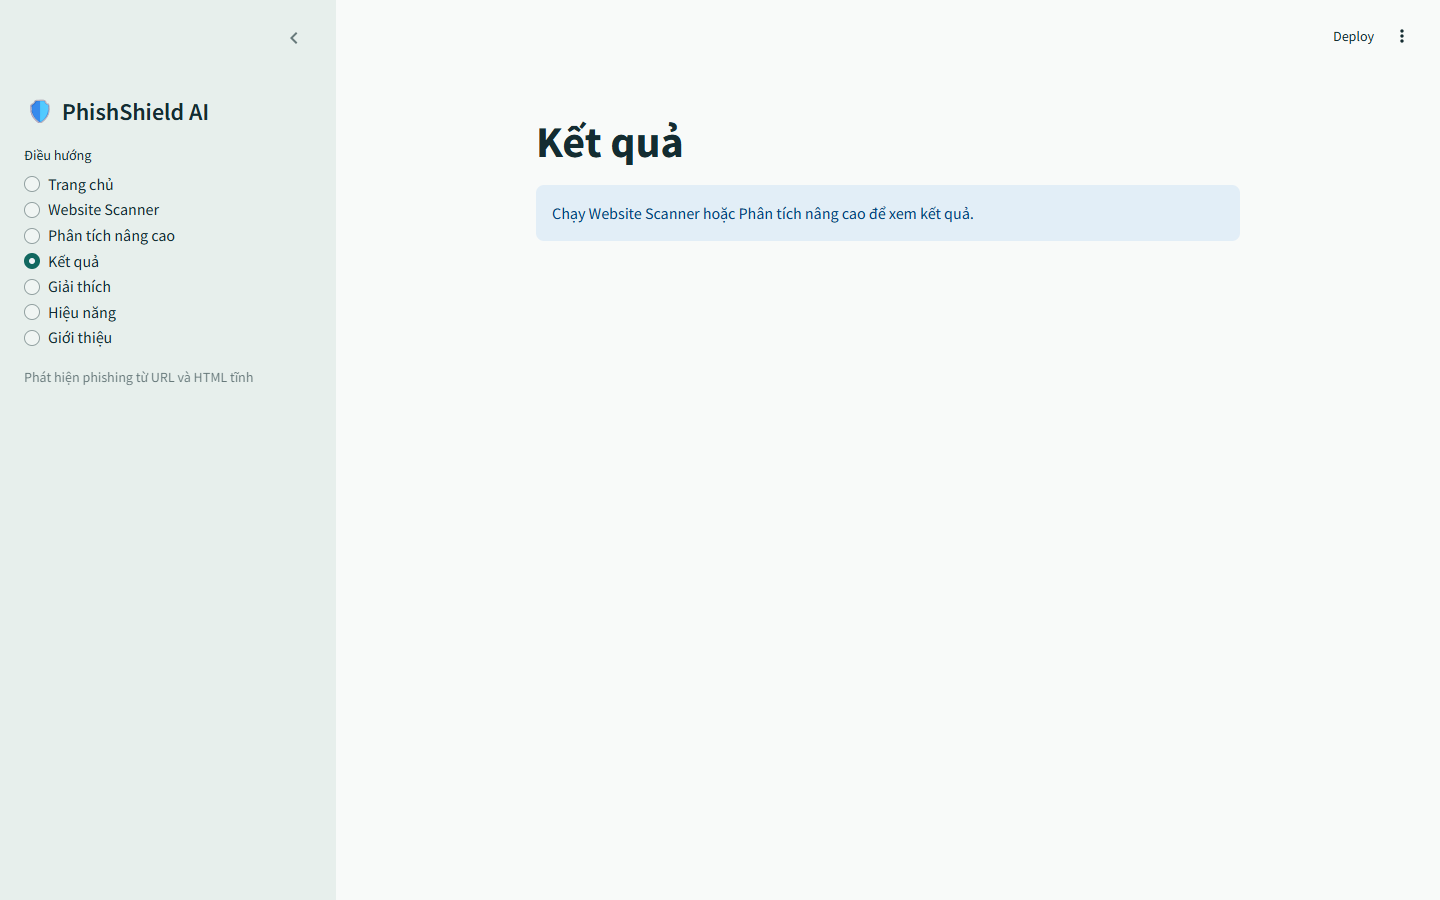 Deploy
PhishShield AI
Điều hướng
Trang chủ
Website Scanner
Phân tích nâng cao
Kết quả
Giải thích
Hiệu năng
Giới thiệu
Phát hiện phishing từ URL và HTML tĩnh
Kết quả
Chạy Website Scanner hoặc Phân tích nâng cao để xem kết quả.